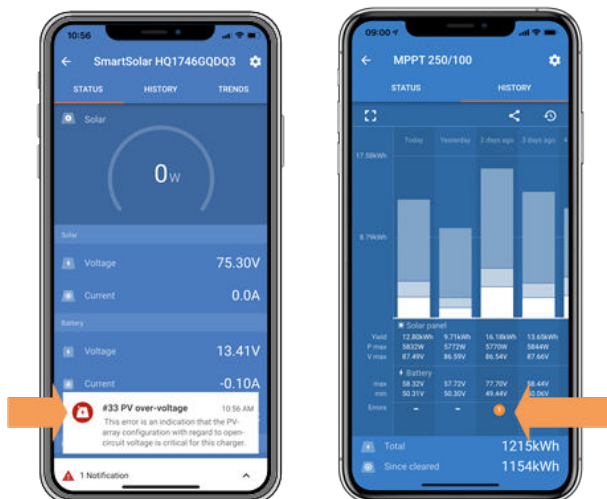 10:56
SmartSolar HQ1746GQDQ3
STATUS HISTORY TRENDS
Solar
0W
Solar
Voltage 75.30V
Current 0.0A
Battery
Voltage 13.41V
Current -0.10A
#33 PV over-voltage 10:56 AM
This error is an indication that the PV-
array configuration with regard to open-
circuit voltage is critical for this charger.
1 Notification
09:00
MPPT 250/100
STATUS HISTORY
Today Yesterday 2 days ago 3 days ago 4
17.58kWh
8.79kWh
Solar panel
Yield 12.80kWh 9.71kWh 16.18kWh 13.65kWh
P max 5832W 5772W 5770W 5844W
V max 87.49V 86.59V 86.54V 87.66V
Battery
max 58.32V 57.72V 77.70V 58.44V
min 50.31V 50.30V 49.44V
Errors – – 1
Total 1215kWh
Since cleared 1154kWh